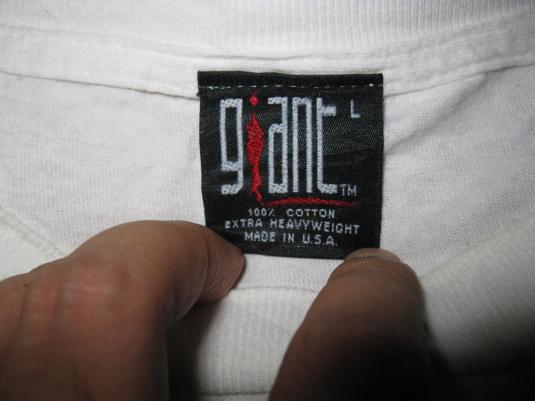 giant L
TM
100% COTTON
EXTRA HEAVYWEIGHT
MADE IN U.S.A.